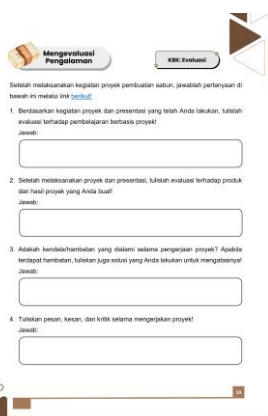 Mengevaluasi
Pengalaman
KBK: Evaluasi
Setelah melaksanakan kegiatan proyek pembuatan sabun, jawablah pertanyaan di
bawah ini melalui link berikut!
1. Berdasarkan kegiatan proyek dan presentasi yang telah Anda lakukan, tulislah
evaluasi terhadap pembelajaran berbasis proyek!
Jawab:
2. Setelah melaksanakan proyek dan presentasi, tulislah evaluasi terhadap produk
dan hasil proyek yang Anda buat!
Jawab:
3. Adakah kendala/hambatan yang dialami selama pengerjaan proyek? Apabila
terdapat hambatan, tuliskan juga solusi yang Anda lakukan untuk mengatasinya!
Jawab:
4. Tuliskan pesan, kesan, dan kritik selama mengerjakan proyek!
Jawab: